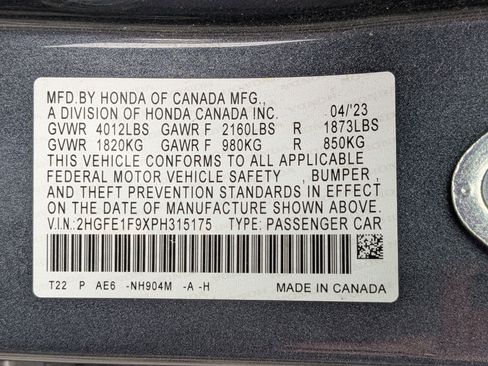 MFD.BY HONDA OF CANADA MFG.,
A DIVISION OF HONDA CANADA INC. 04/'23
GVWR 4012LBS GAWR F 2160LBS R 1873LBS
GVWR 1820KG GAWR F 980KG R 850KG
THIS VEHICLE CONFORMS TO ALL APPLICABLE
FEDERAL MOTOR VEHICLE SAFETY , BUMPER ,
AND THEFT PREVENTION STANDARDS IN EFFECT
ON THE DATE OF MANUFACTURE SHOWN ABOVE.
V.I.N.: 2HGFE1F9XPH315175 TYPE: PASSENGER CAR
T22 P AE6 -NH904M -A -H MADE IN CANADA